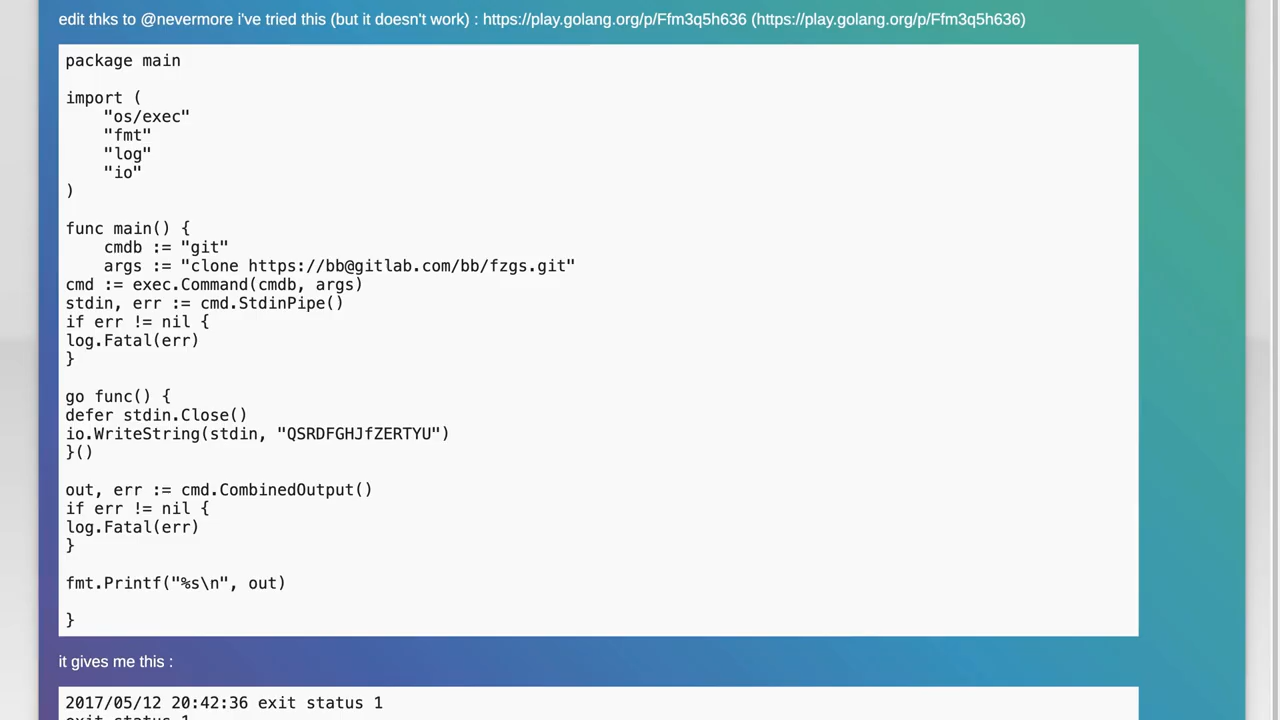 edit thks to @nevermore i've tried this (but it doesn't work) : https://play.golang.org/p/Ffm3q5h636 (https://play.golang.org/p/Ffm3q5h636)
package main
import (
    "os/exec"
    "fmt"
    "log"
    "io"
)
func main() {
    cmdb := "git"
    args := "clone https://bb@gitlab.com/bb/fzgs.git"
cmd := exec.Command(cmdb, args)
stdin, err := cmd.StdinPipe()
if err != nil {
log.Fatal(err)
}
go func() {
defer stdin.Close()
io.WriteString(stdin, "QSRDFGHJfZERTYU")
}()
out, err := cmd.CombinedOutput()
if err != nil {
log.Fatal(err)
}
fmt.Printf("%s\n", out)
}
it gives me this :
2017/05/12 20:42:36 exit status 1
exit status 1